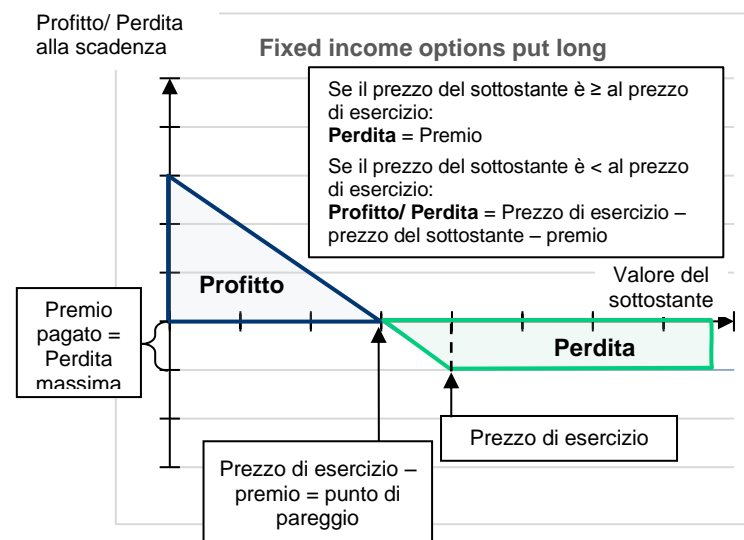 Profitto/ Perdita
alla scadenza
Fixed income options put long
Se il prezzo del sottostante è ≥ al prezzo
di esercizio:
Perdita = Premio
Se il prezzo del sottostante è < al prezzo
di esercizio:
Profitto/ Perdita = Prezzo di esercizio –
prezzo del sottostante – premio
Profitto
Valore del
sottostante
Premio
pagato =
Perdita
massima
Perdita
Prezzo di esercizio
Prezzo di esercizio –
premio = punto di
pareggio